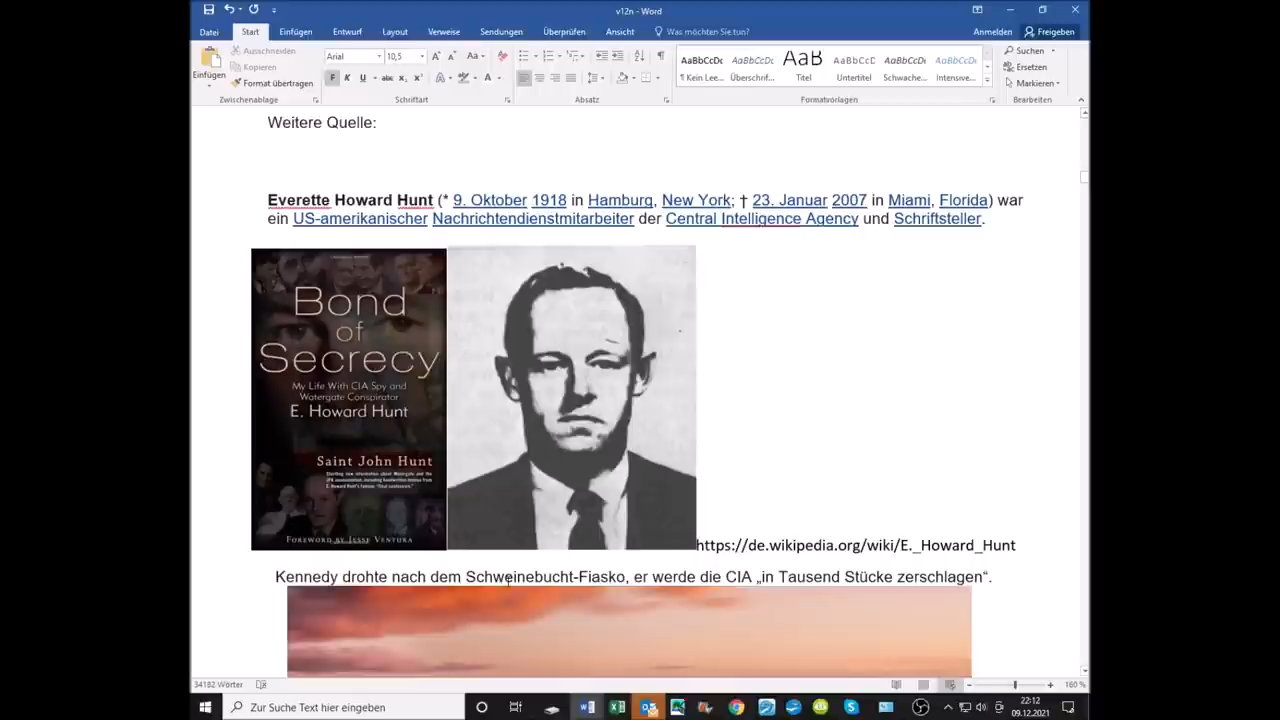 v12n - Word
Datei Start Einfügen Entwurf Layout Verweise Sendungen Überprüfen Ansicht Was möchten Sie tun? Anmelden Freigeben
Einfügen
Ausschneiden
Kopieren
Format übertragen
Zwischenablage
Arial 10,5
Schriftart
Absatz
AaBbCcDc AaBbCcDc AaB AaBbCcD AaBbCcDc AaBbCcDc
¶ Kein Lee... Überschrif... Titel Untertitel Schwache... Intensive...
Formatvorlagen
Suchen
Ersetzen
Markieren
Bearbeiten
Weitere Quelle:
Everette Howard Hunt (* 9. Oktober 1918 in Hamburg, New York; † 23. Januar 2007 in Miami, Florida) war
ein US-amerikanischer Nachrichtendienstmitarbeiter der Central Intelligence Agency und Schriftsteller.
Bond
of
Secrecy
My Life With CIA Spy and
Watergate Conspirator
E. Howard Hunt
Saint John Hunt
Foreword by Jesse Ventura
https://de.wikipedia.org/wiki/E._Howard_Hunt
Kennedy drohte nach dem Schweinebucht-Fiasko, er werde die CIA „in Tausend Stücke zerschlagen“.
34182 Wörter
160 %
Zur Suche Text hier eingeben
22:12
09.12.2021